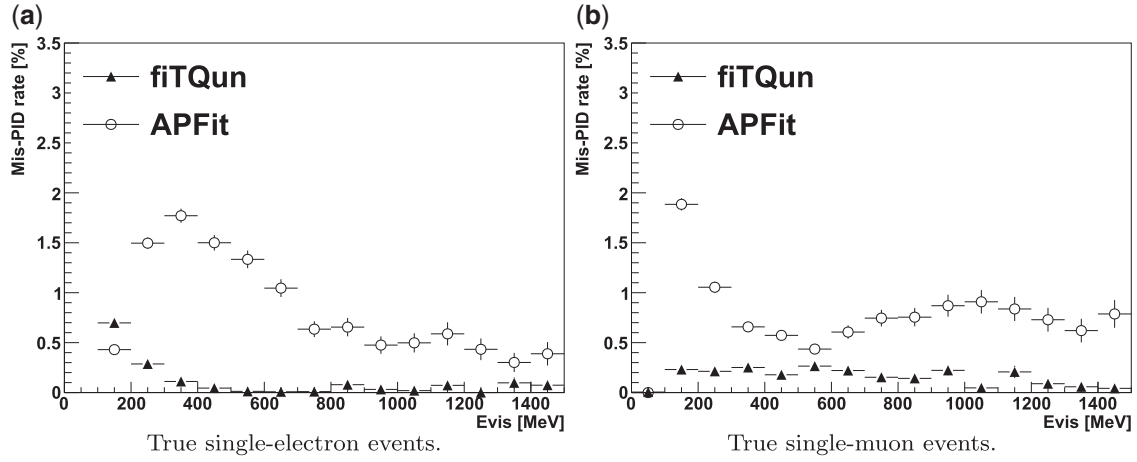 (a)
Mis-PID rate [%]
3.5
3
2.5
2
1.5
1
0.5
0
fiTQun
APFit
0 200 400 600 800 1000 1200 1400
Evis [MeV]
True single-electron events.
(b)
Mis-PID rate [%]
3.5
3
2.5
2
1.5
1
0.5
0
fiTQun
APFit
0 200 400 600 800 1000 1200 1400
Evis [MeV]
True single-muon events.